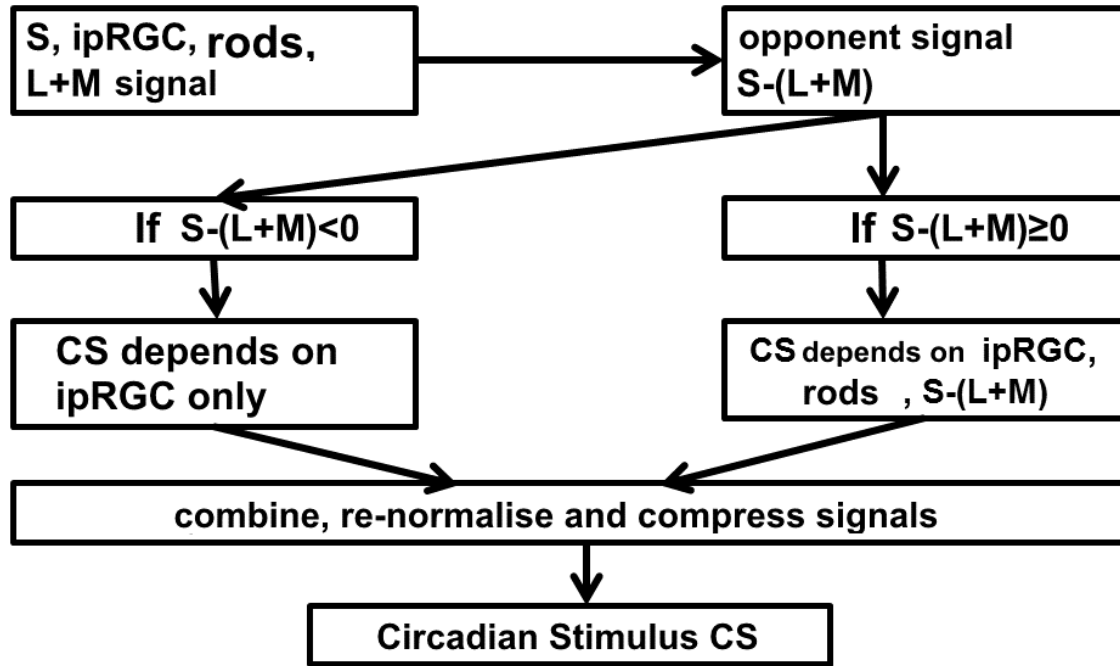 S, ipRGC, rods,
L+M signal
opponent signal
S-(L+M)
If S-(L+M)<0
If S-(L+M)≥0
CS depends on
ipRGC only
CS depends on ipRGC,
rods , S-(L+M)
combine, re-normalise and compress signals
Circadian Stimulus CS